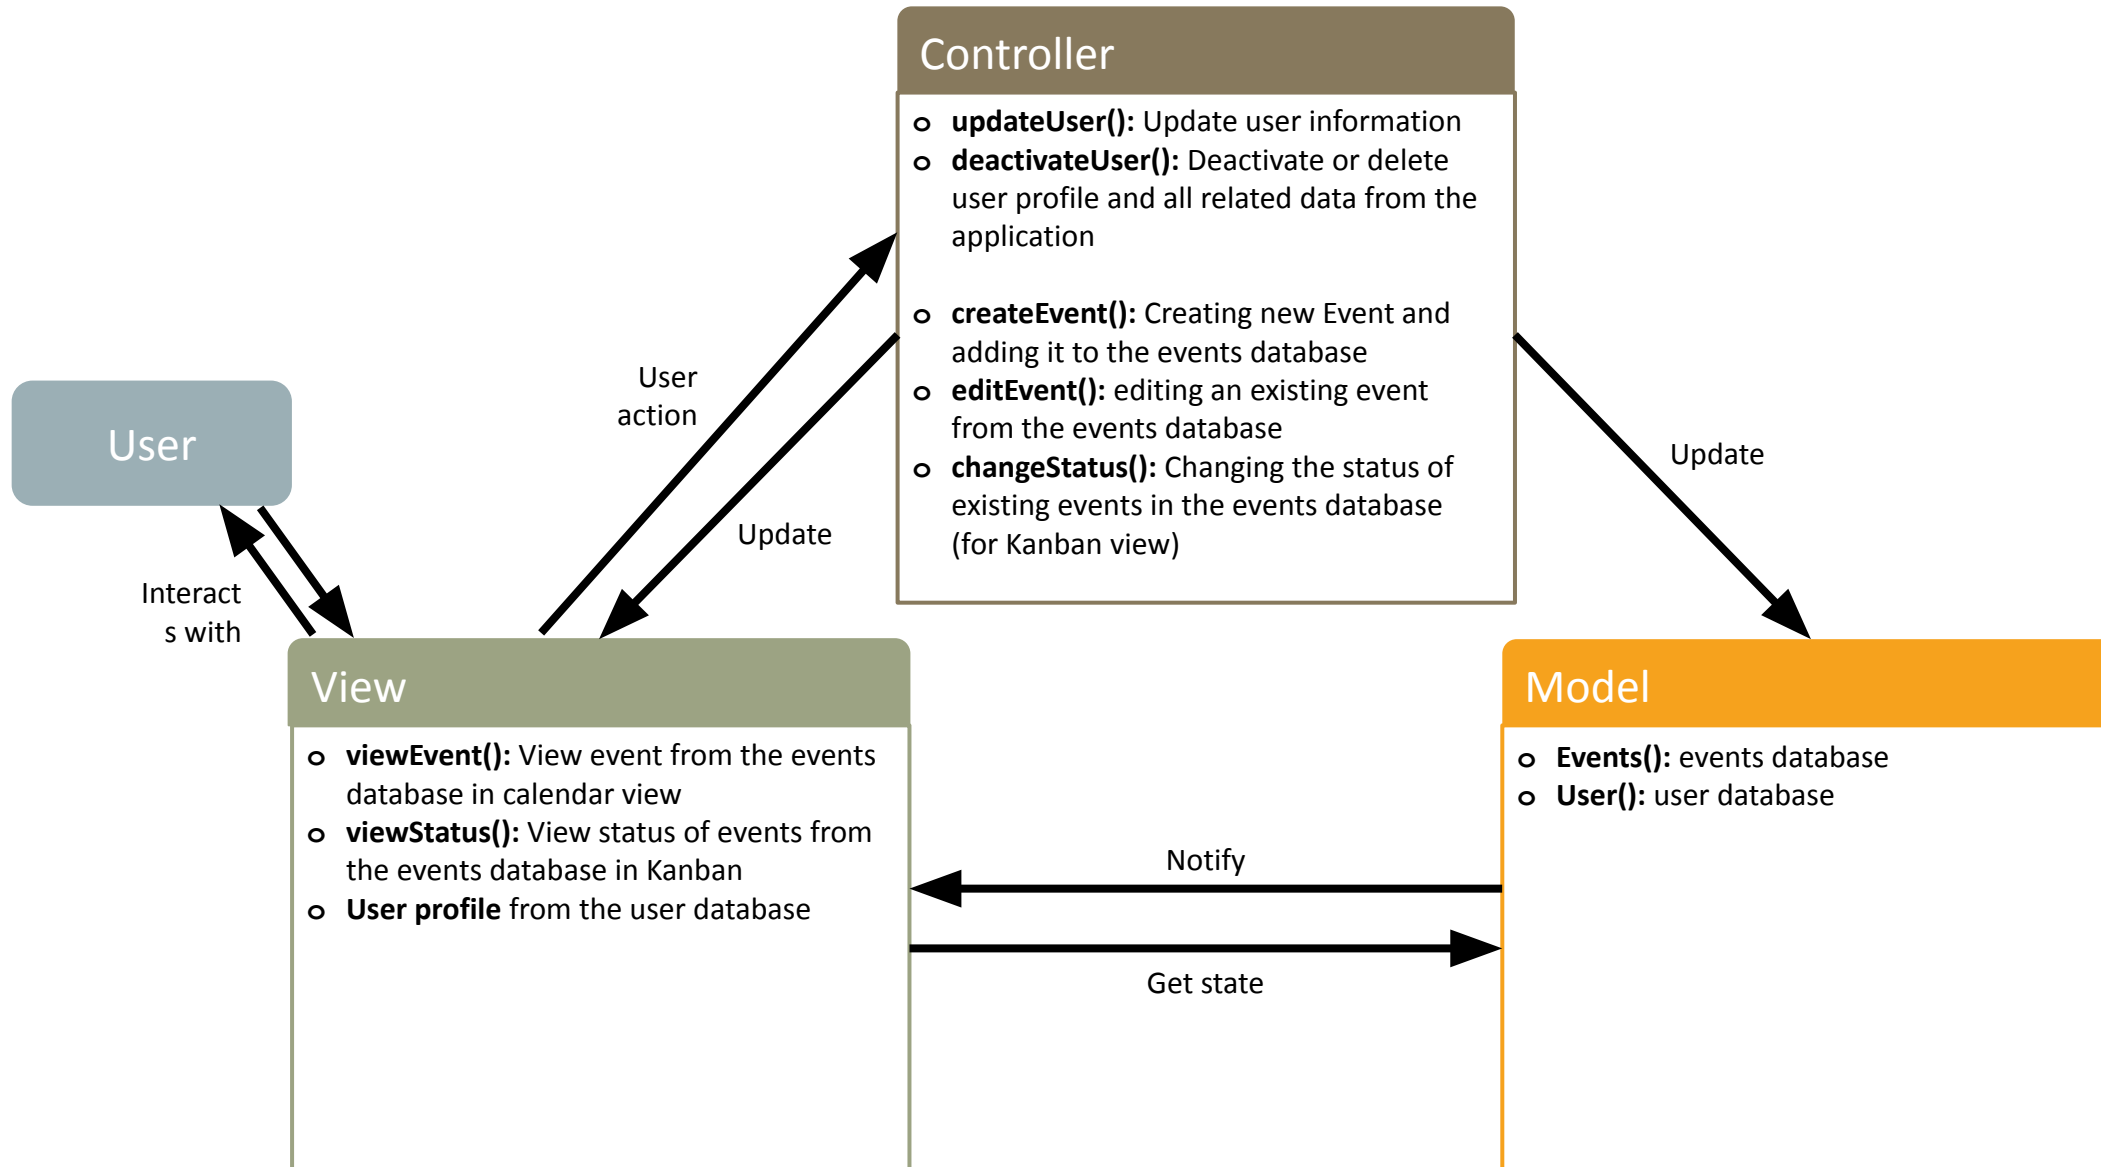 Controller
o updateUser(): Update user information
o deactivateUser(): Deactivate or delete
user profile and all related data from the
application
o createEvent(): Creating new Event and
adding it to the events database
o editEvent(): editing an existing event
from the events database
o changeStatus(): Changing the status of
existing events in the events database
(for Kanban view)
User
action
Update
Update
User
Interact
s with
View
o viewEvent(): View event from the events
database in calendar view
o viewStatus(): View status of events from
the events database in Kanban
o User profile from the user database
Notify
Get state
Model
o Events(): events database
o User(): user database